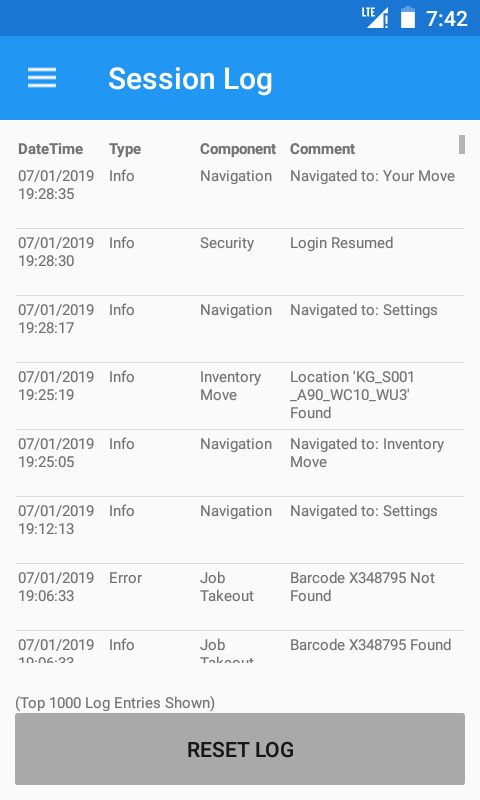 LTE 7:42
Session Log
DateTime Type Component Comment
07/01/2019 Info Navigation Navigated to: Your Move
19:28:35
07/01/2019 Info Security Login Resumed
19:28:30
07/01/2019 Info Navigation Navigated to: Settings
19:28:17
07/01/2019 Info Inventory Location 'KG_S001
19:25:19 Move _A90_WC10_WU3'
Found
07/01/2019 Info Navigation Navigated to: Inventory
19:25:05 Move
07/01/2019 Info Navigation Navigated to: Settings
19:12:13
07/01/2019 Error Job Barcode X348795 Not
19:06:33 Takeout Found
07/01/2019 Info Job Barcode X348795 Found
19:06:33 Takeout
(Top 1000 Log Entries Shown)
RESET LOG